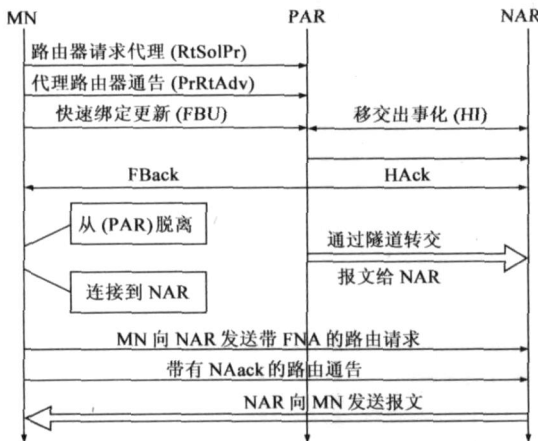 MN PAR NAR
路由器请求代理 (RtSolPr)
代理路由器通告 (PrRtAdv)
快速绑定更新 (FBU) 移交出事化 (HI)
FBack HAck
从 (PAR) 脱离
通过隧道转交
报文给 NAR
连接到 NAR
MN 向 NAR 发送带 FNA 的路由请求
带有 NAack 的路由通告
NAR 向 MN 发送报文